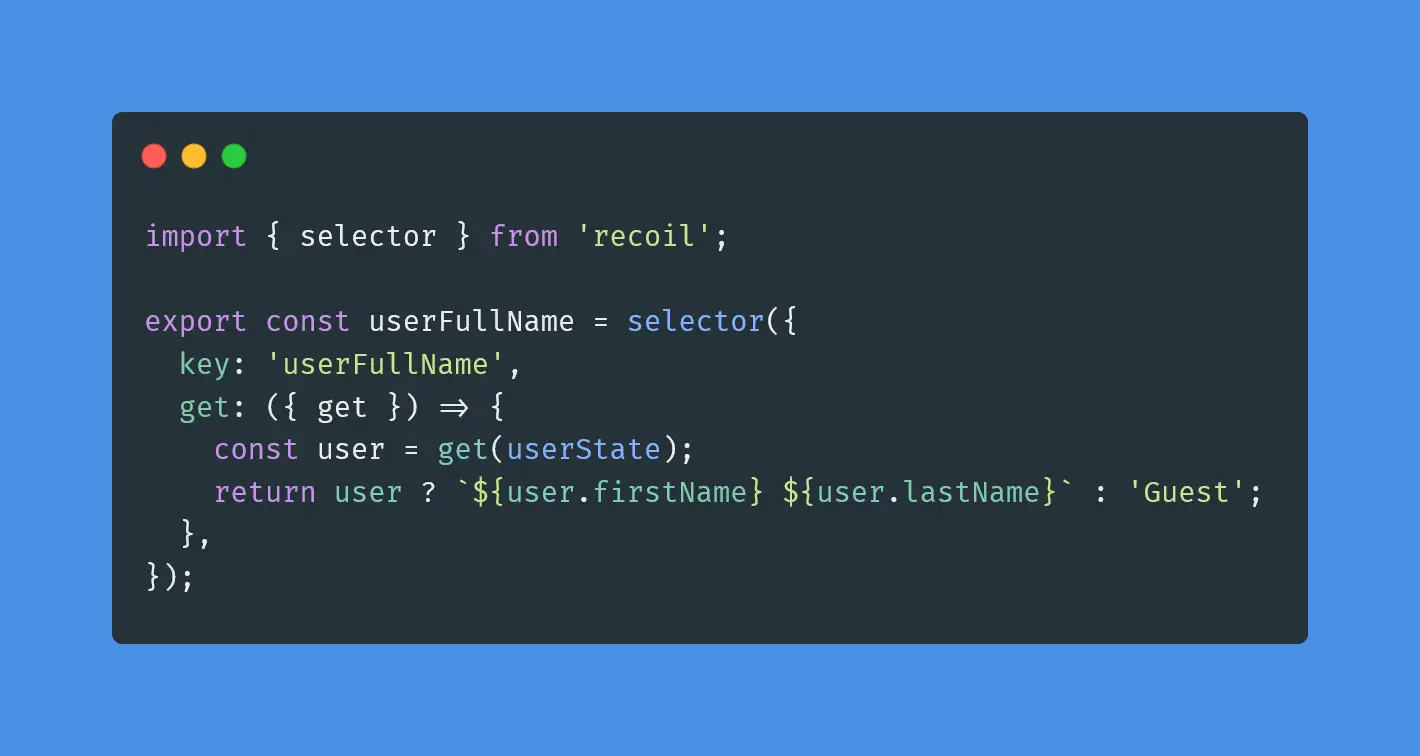 import { selector } from 'recoil';

export const userFullName = selector({
  key: 'userFullName',
  get: ({ get }) => {
    const user = get(userState);
    return user ? `${user.firstName} ${user.lastName}` : 'Guest';
  },
});